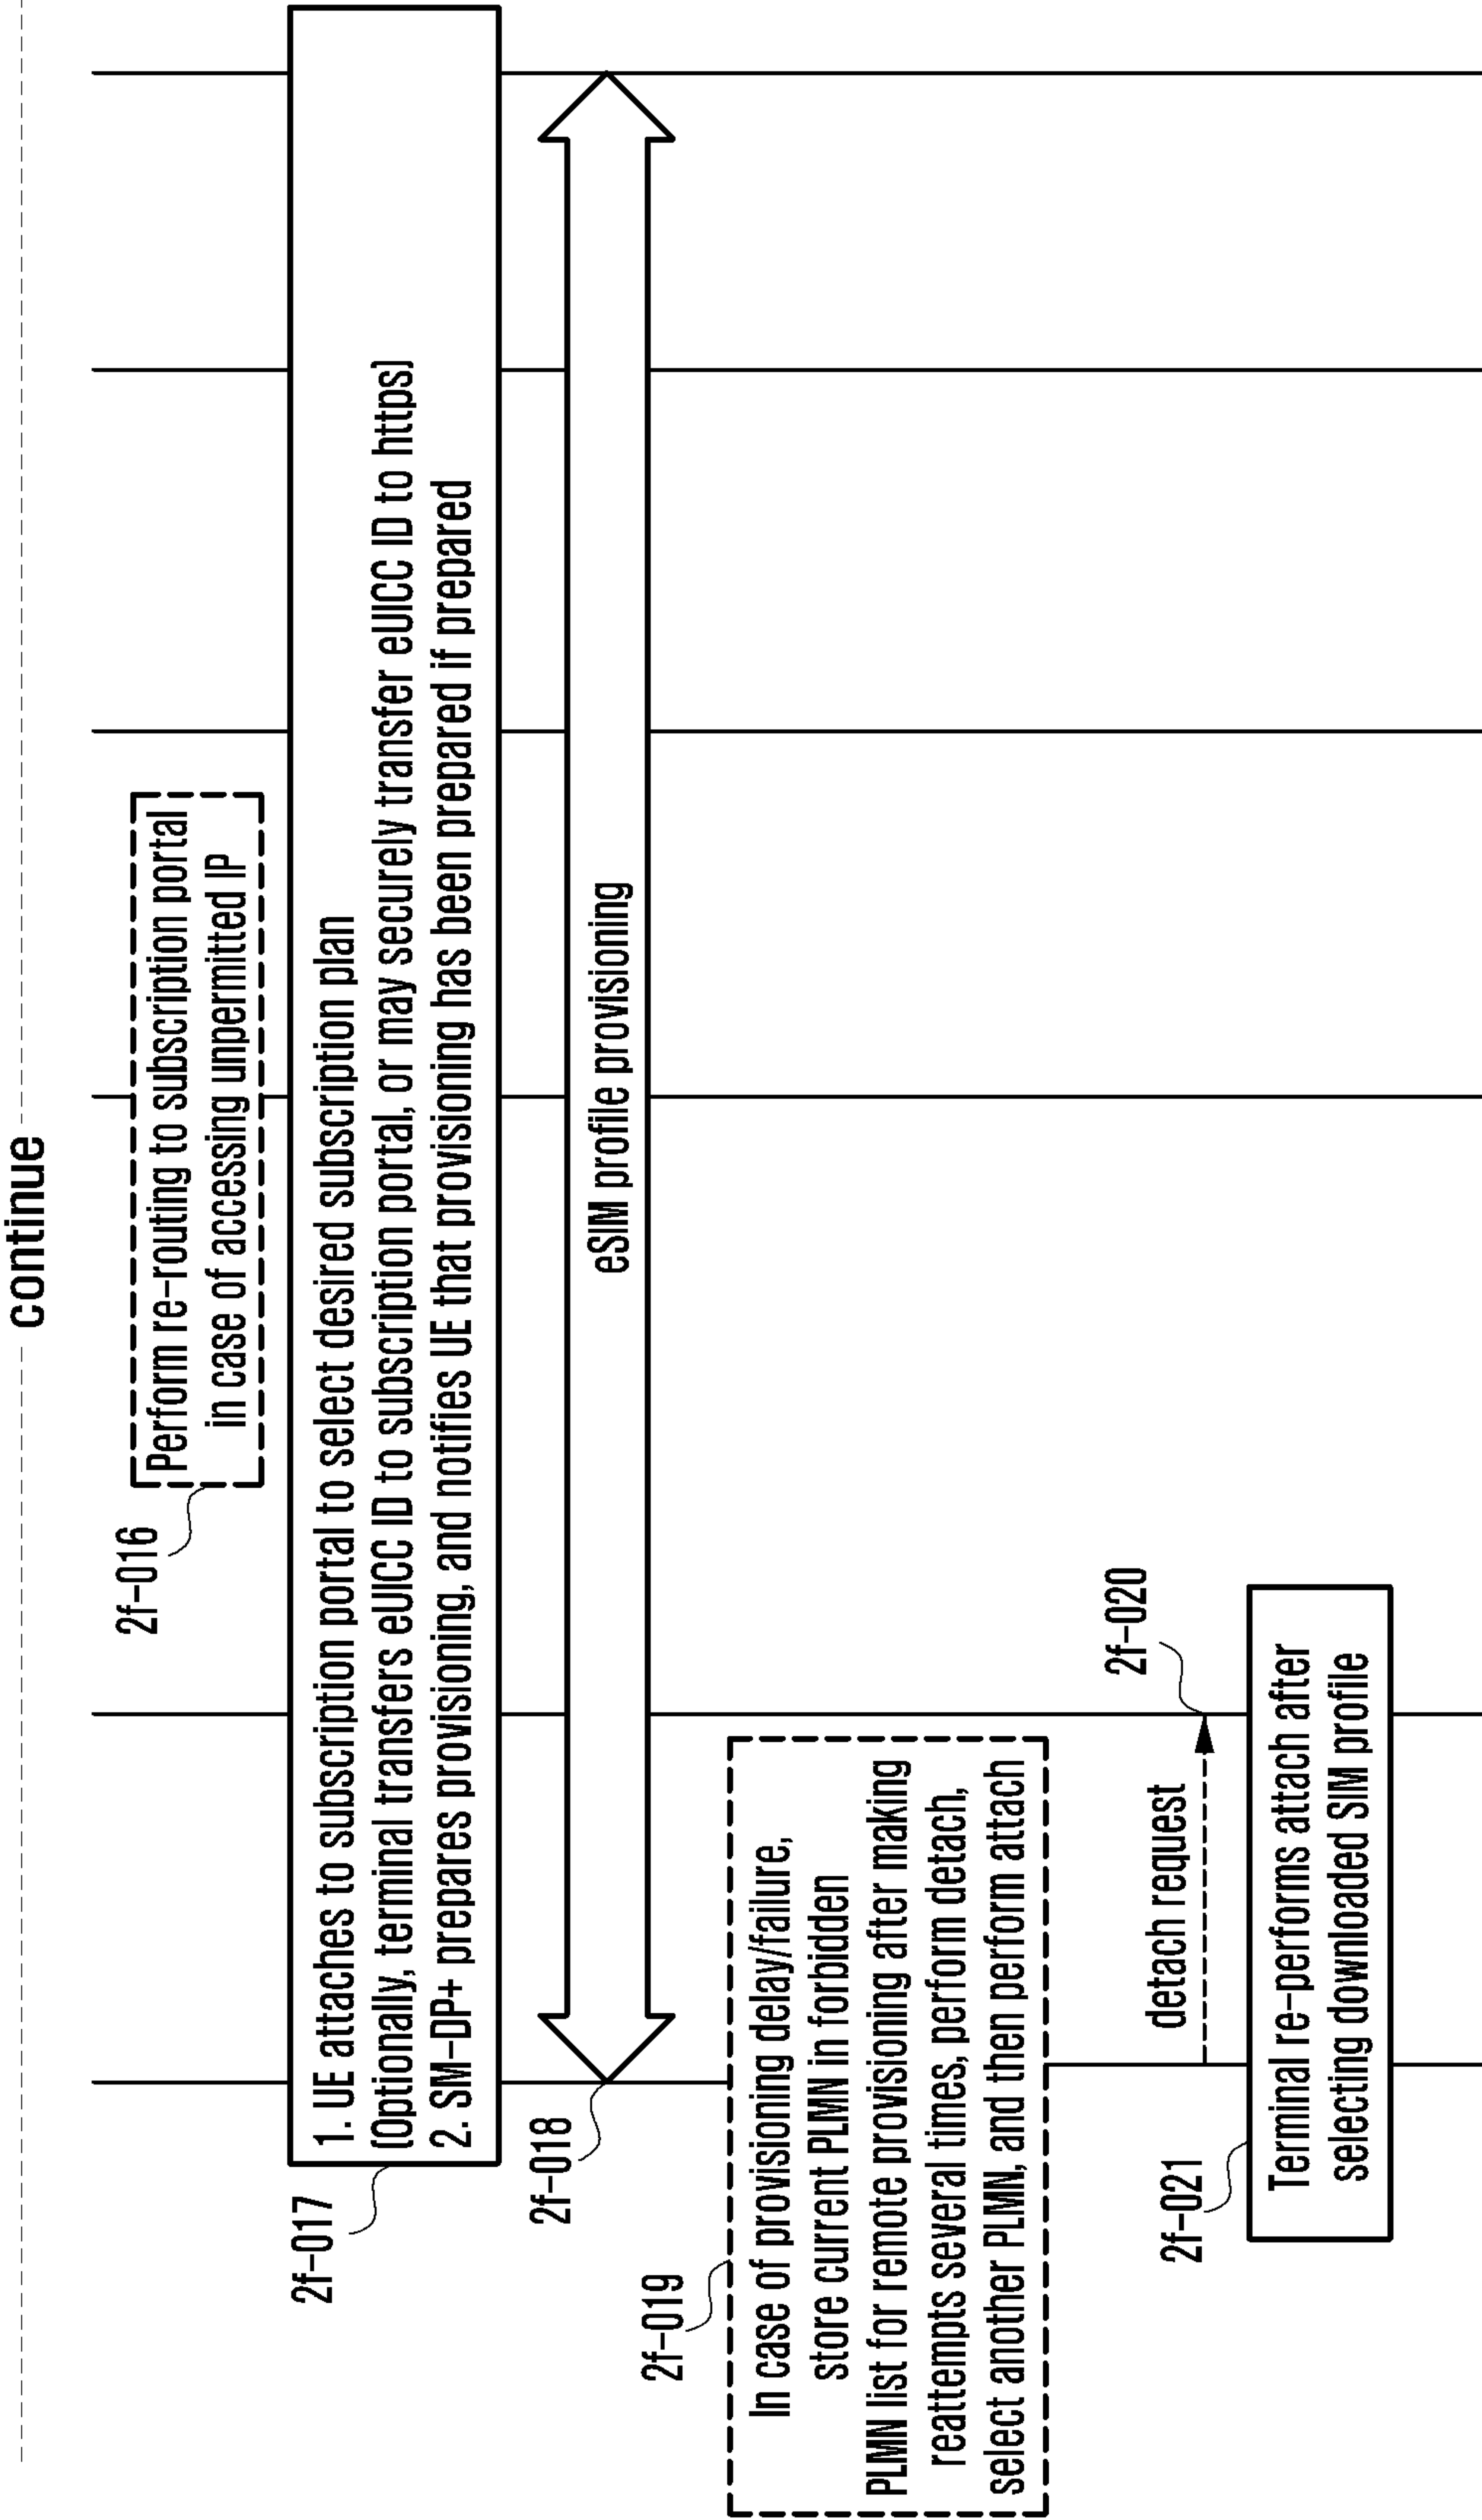 continue
2f-016
Perform re-routing to subscription portal
in case of accessing unpermitted IP
2f-017
1. UE attaches to subscription portal to select desired subscription plan
(Optionally, terminal transfers eUICC ID to subscription portal, or may securely transfer eUICC ID to https)
2. SM-DP+ prepares provisioning, and notifies UE that provisioning has been prepared if prepared
2f-018
eSIM profile provisioning
2f-019
In case of provisioning delay/failure,
store current PLMN in forbidden
PLMN list for remote provisioning after making
reattempts several times, perform detach,
select another PLMN, and then perform attach
detach request
2f-020
2f-021
Terminal re-performs attach after
selecting downloaded SIM profile